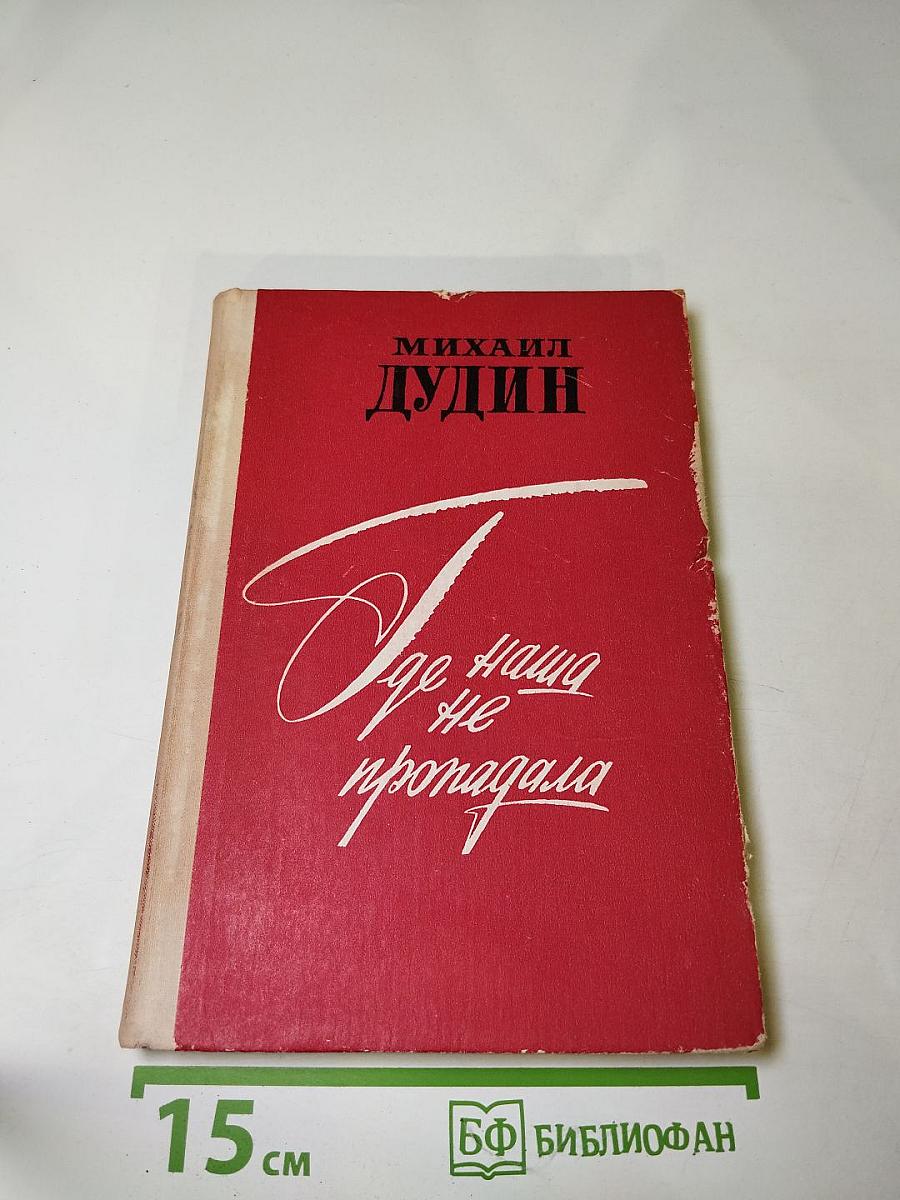 МИХАИЛ
ДУДИН
Где наша
не
пропадала
15 см
БФ БИБЛИОФАН